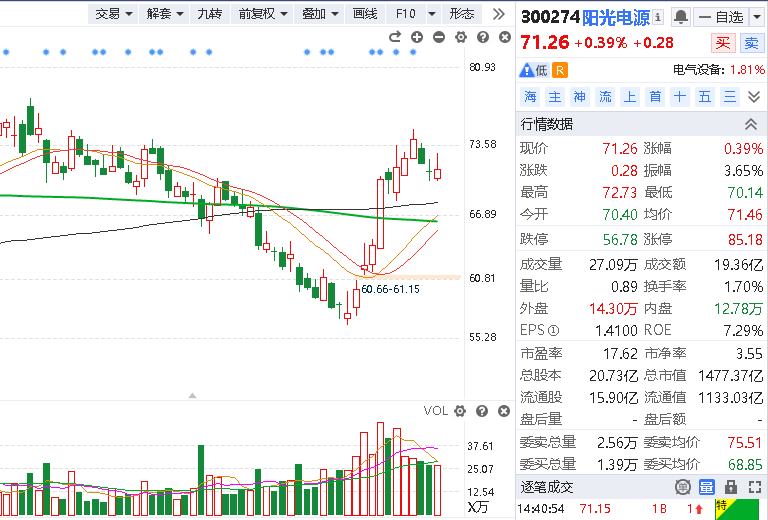 交易 解套 九转 前复权 叠加 画线 F10 形态
80.93
73.58
66.89
60.81
55.28
60.66-61.15
VOL
37.61
25.07
12.54
X万
300274 阳光电源 自选
71.26 +0.39% +0.28 买 卖
低 R 电气设备: 1.81%
海 主 神 流 上 首 十 五 三
行情数据
现价 71.26 涨幅 0.39%
涨跌 0.28 振幅 3.65%
最高 72.73 最低 70.14
今开 70.40 均价 71.46
跌停 56.78 涨停 85.18
成交量 27.09万 成交额 19.36亿
量比 0.89 换手率 1.70%
外盘 14.30万 内盘 12.78万
EPS① 1.4100 ROE 7.29%
市盈率 17.62 市净率 3.55
总股本 20.73亿 总市值 1477.37亿
流通股 15.90亿 流通值 1133.03亿
盘后量 - 盘后额 -
委卖总量 2.56万 委卖均价 75.51
委买总量 1.39万 委买均价 68.85
逐笔成交
14:40:54 71.15 1B 1 特